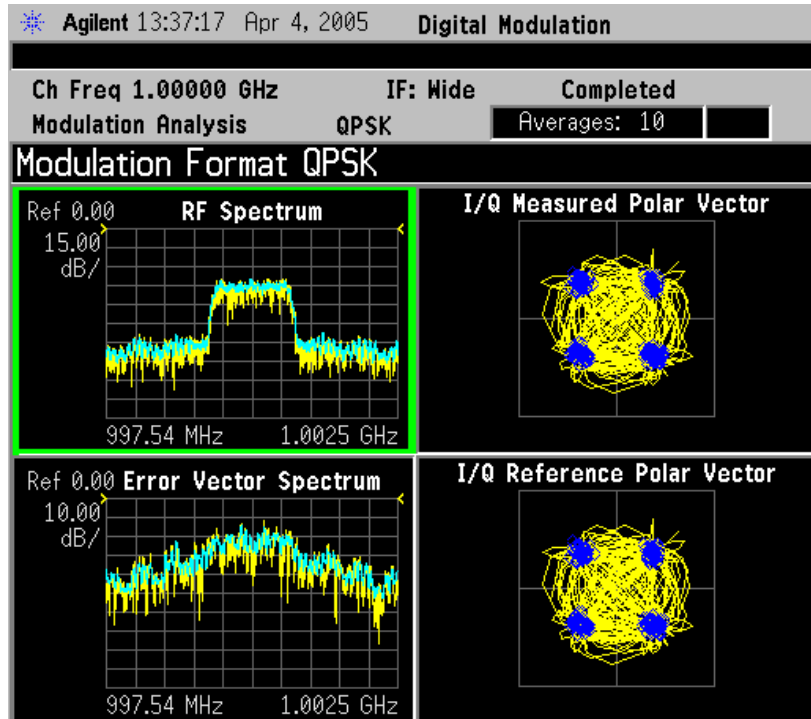 Agilent 13:37:17 Apr 4, 2005 Digital Modulation
Ch Freq 1.00000 GHz IF: Wide Completed
Modulation Analysis QPSK Averages: 10
Modulation Format QPSK
Ref 0.00 RF Spectrum
15.00
dB/
997.54 MHz 1.0025 GHz
I/Q Measured Polar Vector
Ref 0.00 Error Vector Spectrum
10.00
dB/
997.54 MHz 1.0025 GHz
I/Q Reference Polar Vector